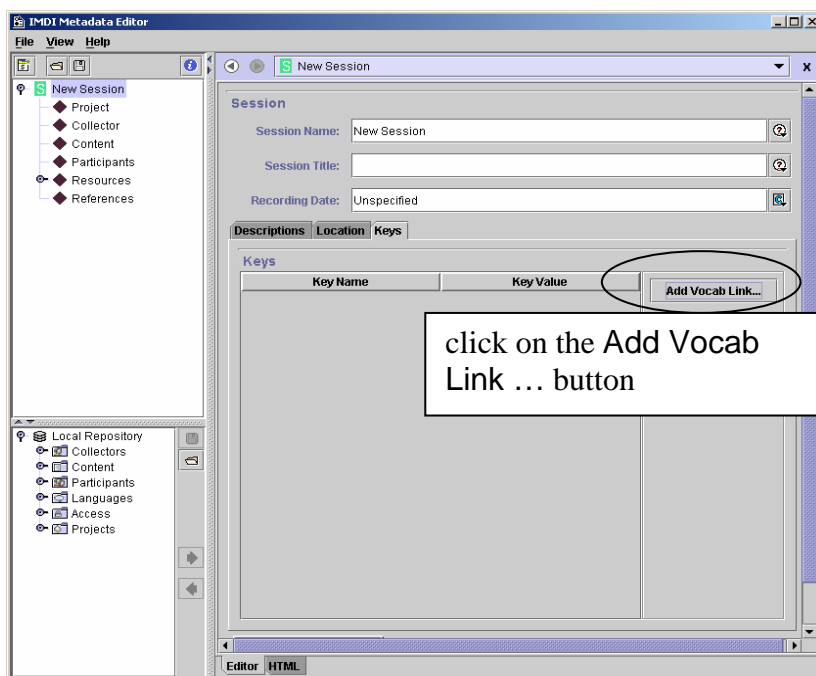 IMDI Metadata Editor
File View Help
New Session
Project
Collector
Content
Participants
Resources
References
Local Repository
Collectors
Content
Participants
Languages
Access
Projects
S New Session
x
Session
Session Name: New Session
Session Title:
Recording Date: Unspecified
Descriptions Location Keys
Keys
Key Name Key Value
Add Vocab Link...
click on the Add Vocab
Link … button
Editor HTML